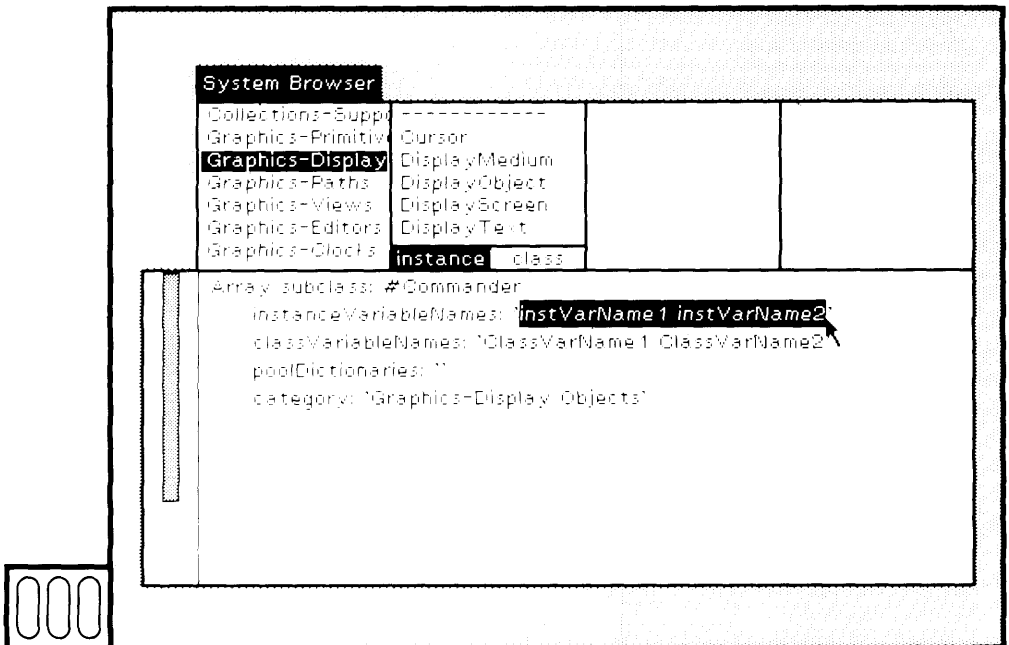 System Browser
Collections-Suppo
Graphics-Primitiv
Graphics-Display
Graphics-Paths
Graphics-Views
Graphics-Editors
Graphics-Clocks
------------
Cursor
DisplayMedium
DisplayObject
DisplayScreen
DisplayText
instance class
Array subclass: #Commander
instanceVariableNames: 'instVarName1 instVarName2'
classVariableNames: 'ClassVarName1 ClassVarName2'
poolDictionaries: ''
category: 'Graphics-Display Objects'